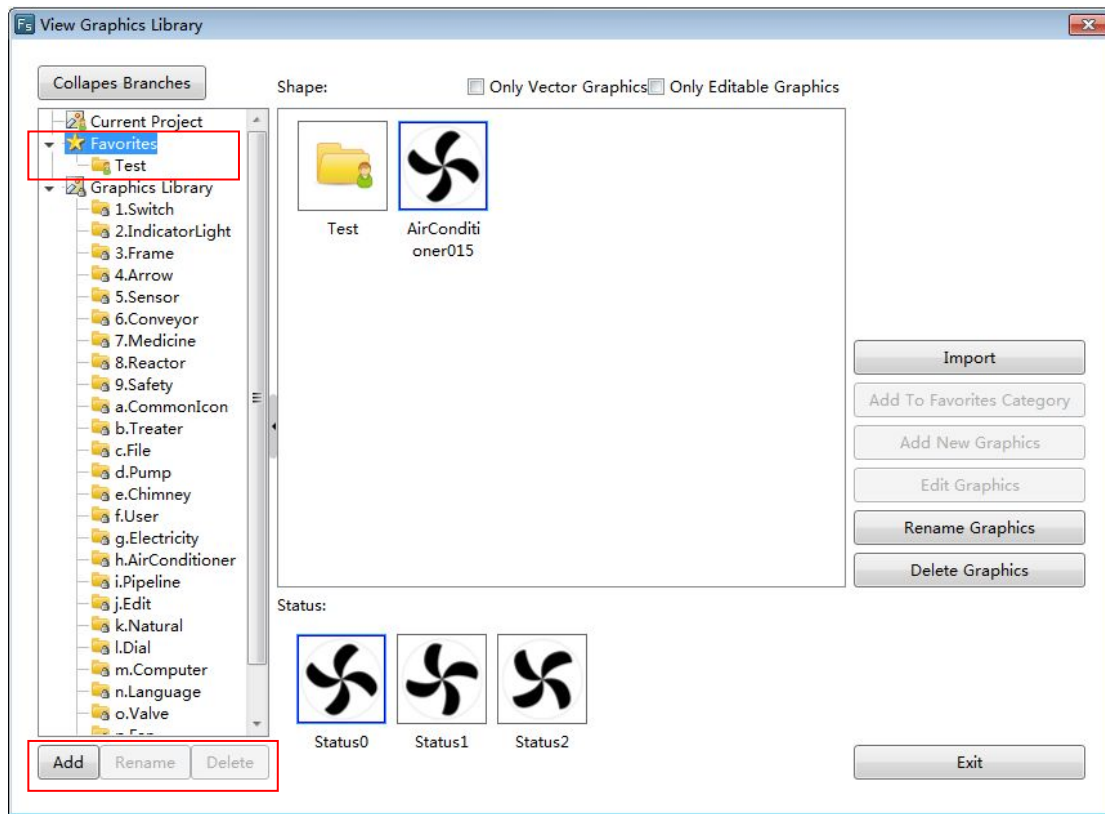 Fs View Graphics Library
Collapes Branches
Shape:
Only Vector Graphics
Only Editable Graphics
Current Project
Favorites
Test
Graphics Library
1.Switch
2.IndicatorLight
3.Frame
4.Arrow
5.Sensor
6.Conveyor
7.Medicine
8.Reactor
9.Safety
a.CommonIcon
b.Treater
c.File
d.Pump
e.Chimney
f.User
g.Electricity
h.AirConditioner
i.Pipeline
j.Edit
k.Natural
l.Dial
m.Computer
n.Language
o.Valve
Add
Rename
Delete
Test
AirConditi
oner015
Status:
Status0
Status1
Status2
Import
Add To Favorites Category
Add New Graphics
Edit Graphics
Rename Graphics
Delete Graphics
Exit